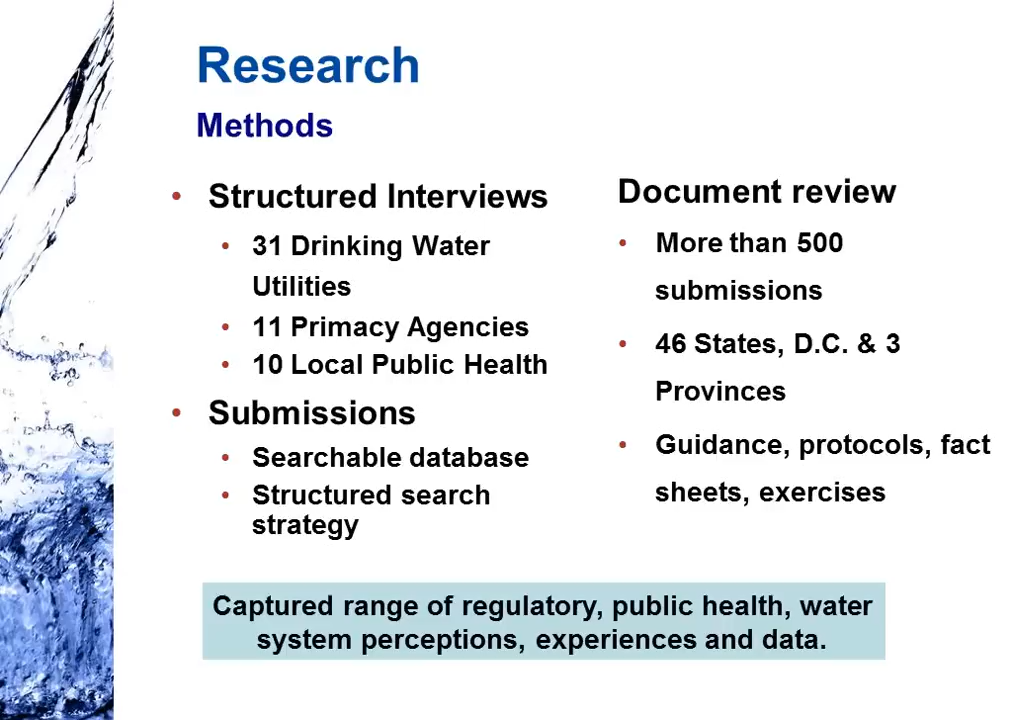 Research
Methods
• Structured Interviews
• 31 Drinking Water
Utilities
• 11 Primacy Agencies
• 10 Local Public Health
• Submissions
• Searchable database
• Structured search
strategy
Document review
• More than 500
submissions
• 46 States, D.C. & 3
Provinces
• Guidance, protocols, fact
sheets, exercises
Captured range of regulatory, public health, water
system perceptions, experiences and data.